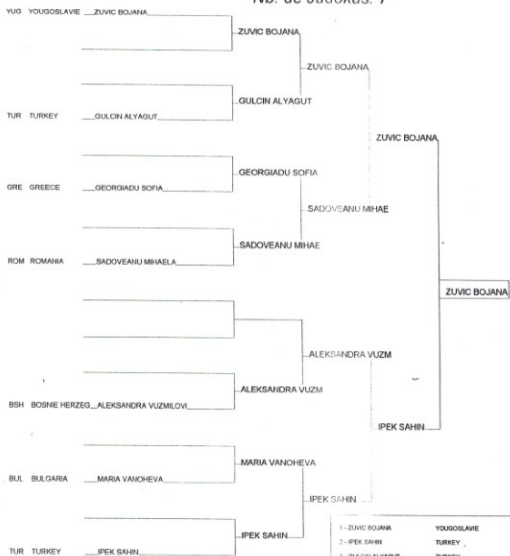 Nb. de Judokas: 7
YUG YOUGOSLAVIE ZUVIC BOJANA
ZUVIC BOJANA
ZUVIC BOJANA
GULCIN ALYAGUT
TUR TURKEY GULCIN ALYAGUT
ZUVIC BOJANA
GEORGIADU SOFIA
GRE GREECE GEORGIADU SOFIA
SADOVEANU MIHAE
SADOVEANU MIHAE
ROM ROMANIA SADOVEANU MIHAELA
ZUVIC BOJANA
ALEKSANDRA VUZM
ALEKSANDRA VUZM
BSH BOSNIE HERZEG ALEKSANDRA VUZMILOVI
IPEK SAHIN
MARIA VANOHEVA
BUL BULGARIA MARIA VANOHEVA
IPEK SAHIN
1 - ZUVIC BOJANA YOUGOSLAVIE
2 - IPEK SAHIN TURKEY
IPEK SAHIN
TUR TURKEY IPEK SAHIN